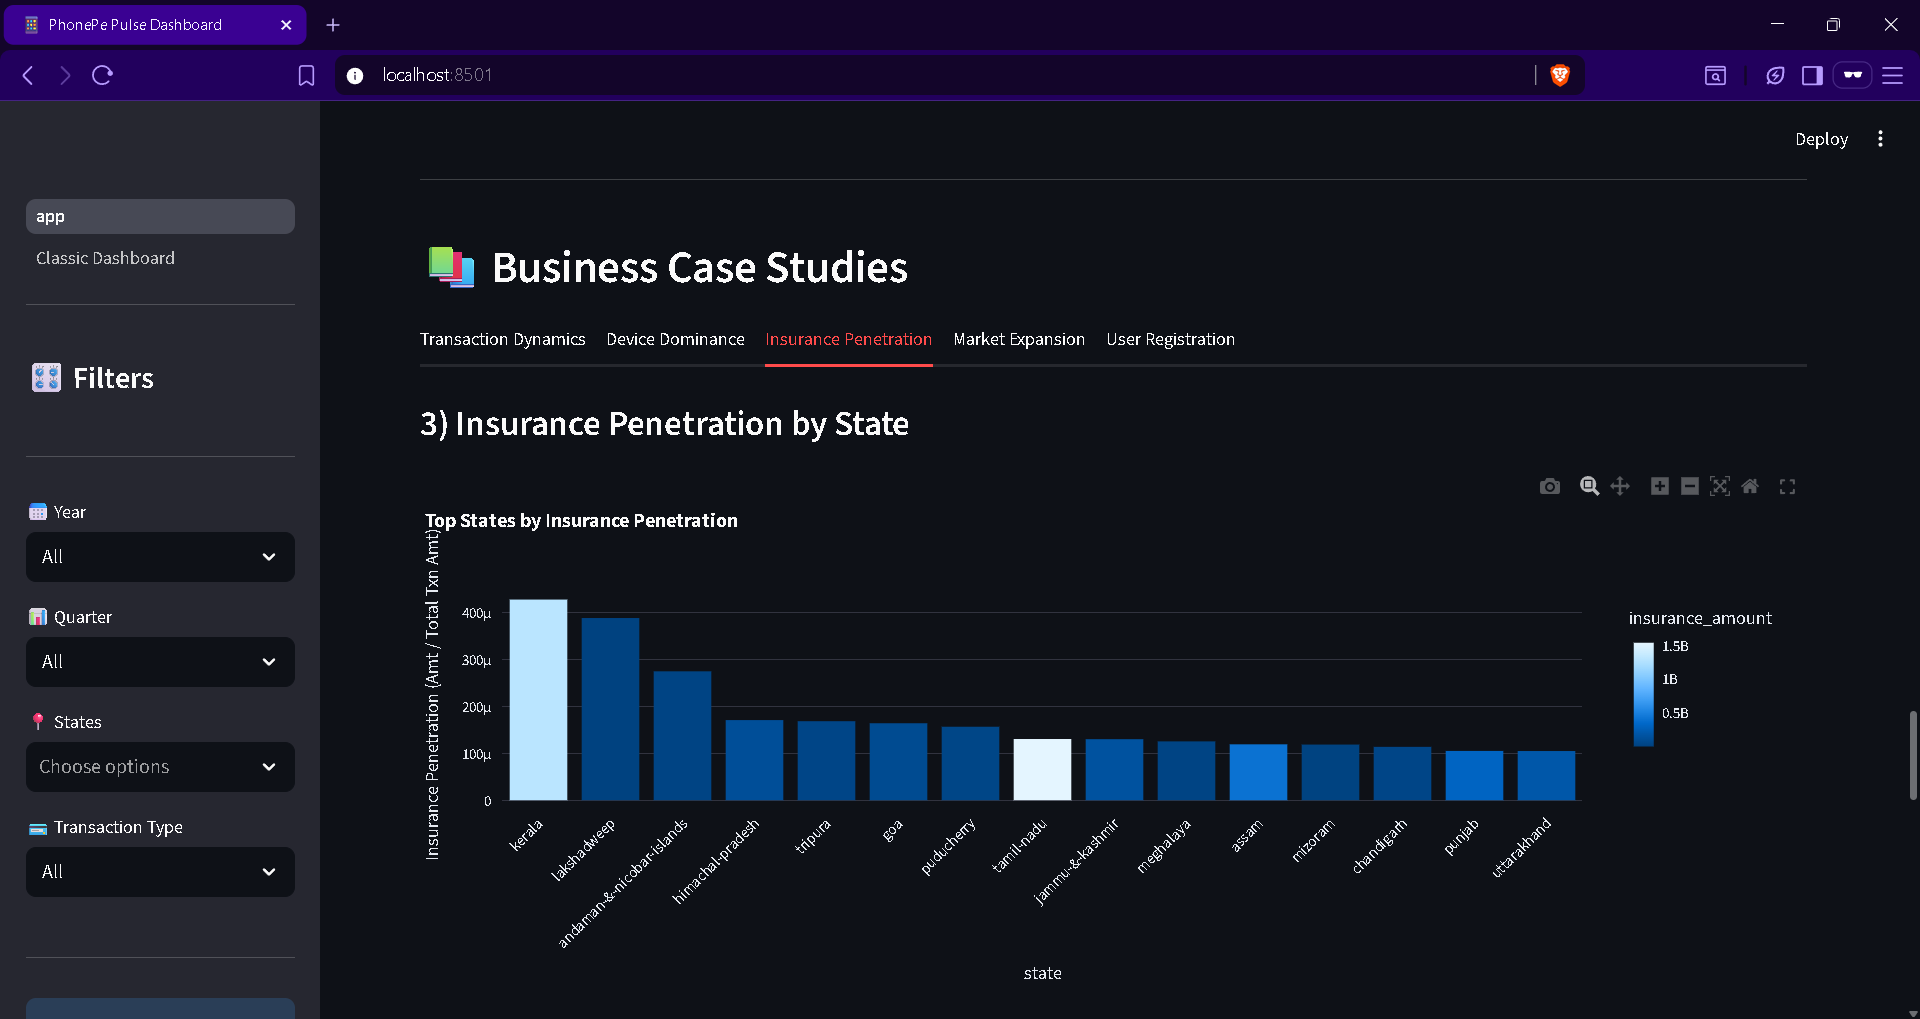 PhonePe Pulse Dashboard
localhost:8501
Deploy
app
Classic Dashboard
Filters
Year
All
Quarter
All
States
Choose options
Transaction Type
All
Business Case Studies
Transaction Dynamics Device Dominance Insurance Penetration Market Expansion User Registration
3) Insurance Penetration by State
Top States by Insurance Penetration
Insurance Penetration (Amt / Total Txn Amt)
400μ
300μ
200μ
100μ
0
kerala
lakshadweep
andaman-&-nicobar-islands
himachal-pradesh
tripura
goa
puducherry
tamil-nadu
jammu-&-kashmir
meghalaya
assam
mizoram
chandigarh
punjab
uttarakhand
state
insurance_amount
1.5B
1B
0.5B